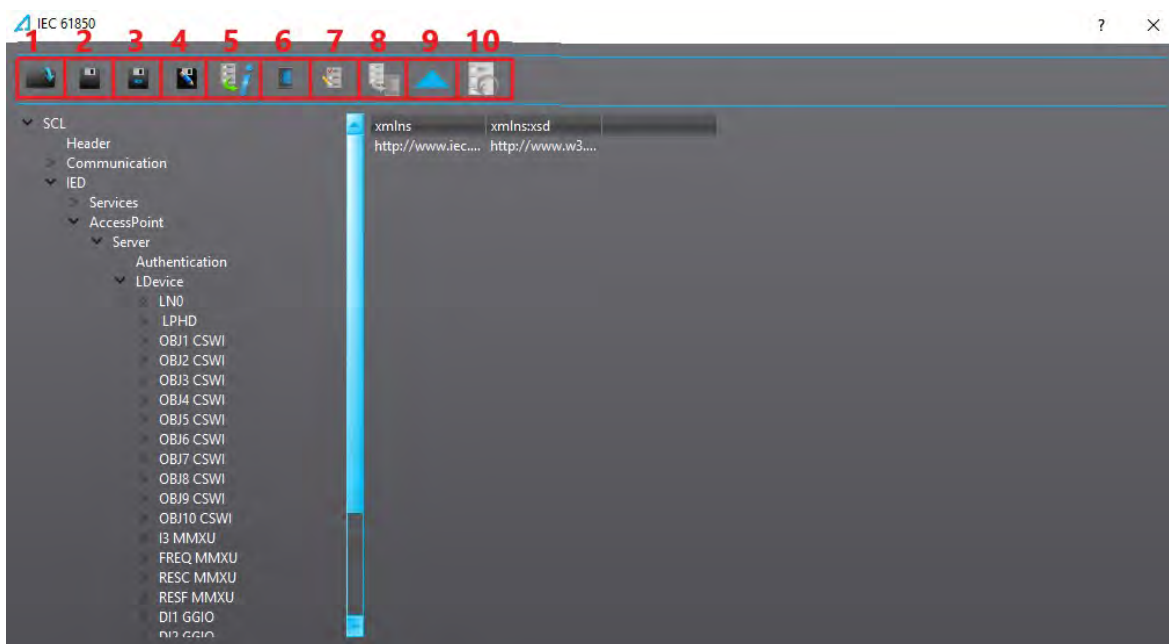 IEC 61850 ?
1 2 3 4 5 6 7 8 9 10
SCL
xmlns xmlns:xsd
Header
http://www.iec.... http://www.w3....
Communication
IED
Services
AccessPoint
Server
Authentication
LDevice
LN0
LPHD
OBJ1 CSWI
OBJ2 CSWI
OBJ3 CSWI
OBJ4 CSWI
OBJ5 CSWI
OBJ6 CSWI
OBJ7 CSWI
OBJ8 CSWI
OBJ9 CSWI
OBJ10 CSWI
I3 MMXU
FREQ MMXU
RESC MMXU
RESF MMXU
DI1 GGIO
DI2 GGIO